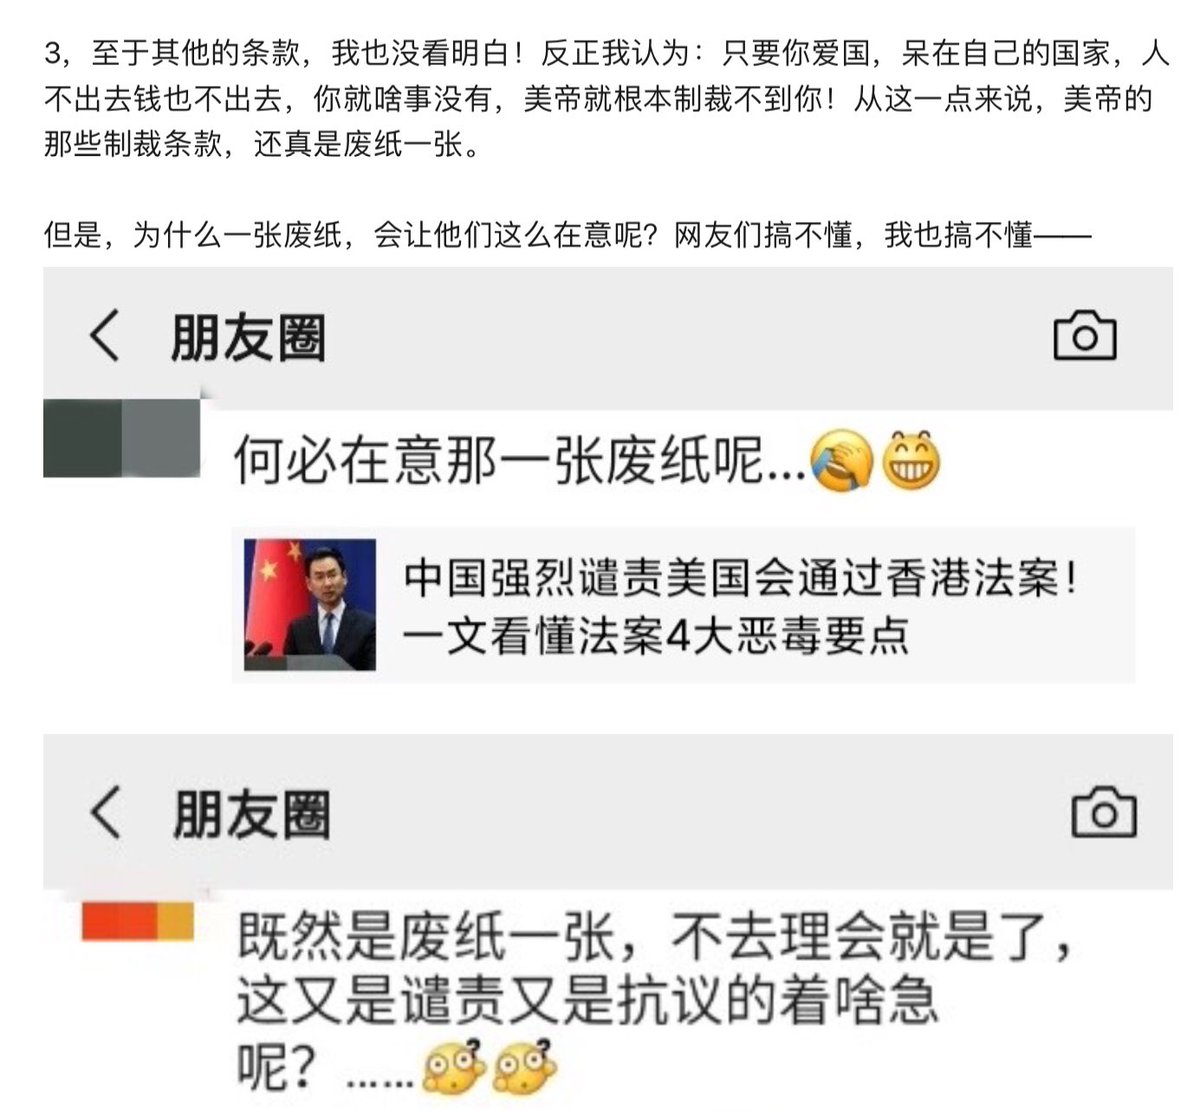 3，至于其他的条款，我也没看明白！反正我认为：只要你爱国，呆在自己的国家，人
不出去钱也不出去，你就啥事没有，美帝就根本制裁不到你！从这一点来说，美帝的
那些制裁条款，还真是废纸一张。
但是，为什么一张废纸，会让他们这么在意呢？网友们搞不懂，我也搞不懂——
朋友圈
何必在意那一张废纸呢...🤦😁
中国强烈谴责美国会通过香港法案！
一文看懂法案4大恶毒要点
朋友圈
既然是废纸一张，不去理会就是了，
这又是谴责又是抗议的着啥急
呢？......